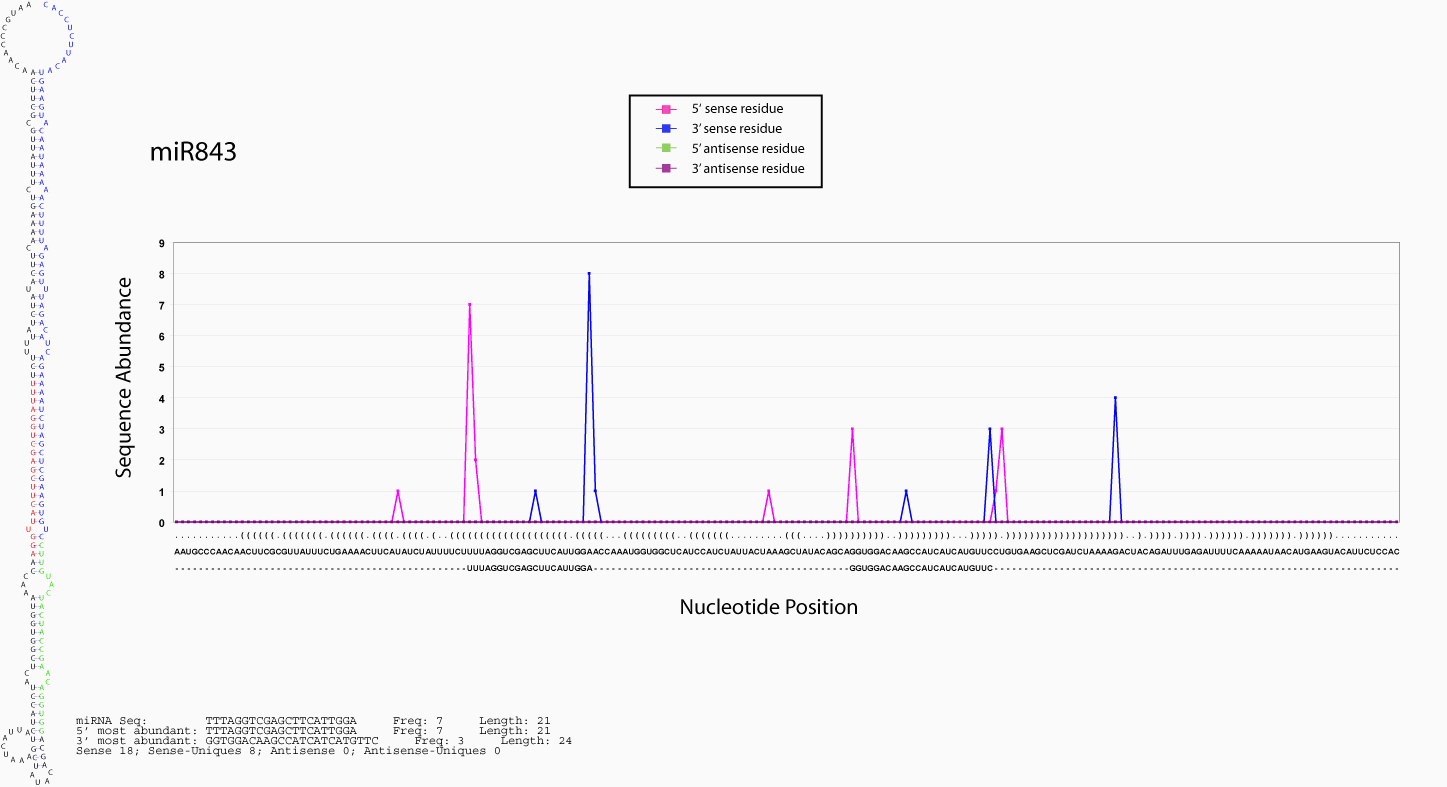 miR843
5’ sense residue
3’ sense residue
5’ antisense residue
3’ antisense residue
Sequence Abundance
9
8
7
6
5
4
3
2
1
0
AAUGCCCAACAACUUCGCGUUAUUUCUGAAAACUUCAUAUCUAUUUUCUUUUAGGUCGAGCUUCAUUGGAACCAAAUGGUGGCUCAUCCAUCUAUUACUAAAGCUAUACAGCAGGUGGACAAGCCAUCAUCAUGUUCCUGUGAAGCUCGAUCUAAAAGACUACAGAUUUGAGAUUUUCAAAAAUAACAUGAAGUACAUUCUCCAC
UUUAGGUCGAGCUUCAUUGGA GGUGGACAAGCCAUCAUCAUGUUC
Nucleotide Position
miRNA Seq: TTTAGGTCGAGCTTCATTGGA Freq: 7 Length: 21
5’ most abundant: TTTAGGTCGAGCTTCATTGGA Freq: 7 Length: 21
3’ most abundant: GGTGGACAAGCCATCATCATGTTC Freq: 3 Length: 24
Sense 18; Sense-Uniques 8; Antisense 0; Antisense-Uniques 0